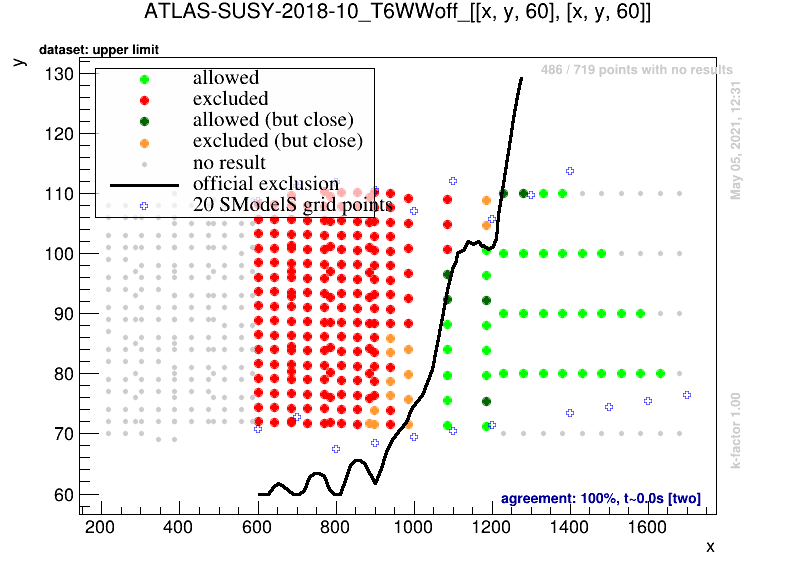 ATLAS-SUSY-2018-10_T6WWoff_[[x, y, 60], [x, y, 60]]
dataset: upper limit
y
486 / 719 points with no results
allowed
excluded
allowed (but close)
excluded (but close)
no result
official exclusion
20 SModelS grid points
May 05, 2021, 12:31
k-factor 1.00
130
120
110
100
90
80
70
60
agreement: 100%, t~0.0s [two]
200 400 600 800 1000 1200 1400 1600
x